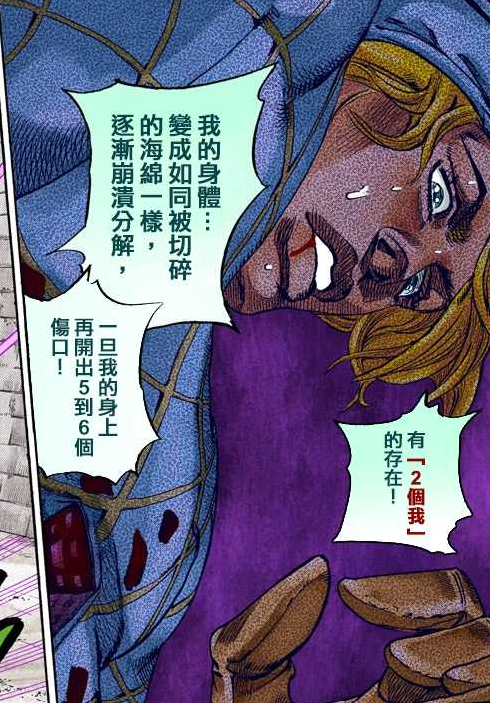 我的身體…
變成如同被切碎
的海綿一樣，
逐漸崩潰分解，
一旦我的身上
再開出5到6個
傷口！
有「2個我」
的存在！